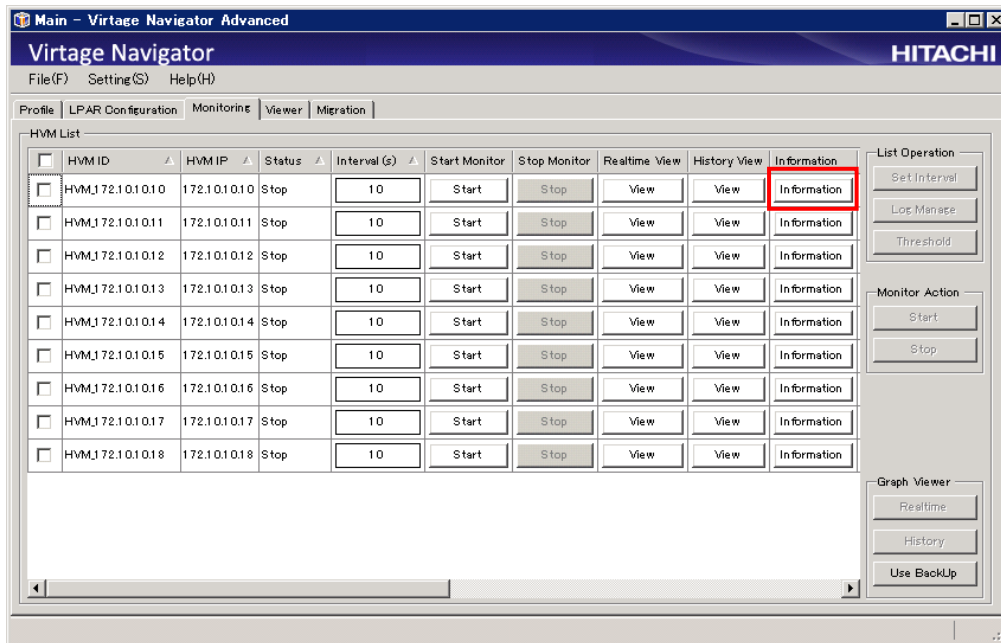 Main - Virtage Navigator Advanced
Virtage Navigator
HITACHI
File(F) Setting(S) Help(H)
Profile LPAR Configuration Monitoring Viewer Migration
HVM List
HVM ID HVM IP Status Interval (s) Start Monitor Stop Monitor Realtime View History View Information
HVM_172.10.10.10 172.10.10.10 Stop 10 Start Stop View View Information
HVM_172.10.10.11 172.10.10.11 Stop 10 Start Stop View View Information
HVM_172.10.10.12 172.10.10.12 Stop 10 Start Stop View View Information
HVM_172.10.10.13 172.10.10.13 Stop 10 Start Stop View View Information
HVM_172.10.10.14 172.10.10.14 Stop 10 Start Stop View View Information
HVM_172.10.10.15 172.10.10.15 Stop 10 Start Stop View View Information
HVM_172.10.10.16 172.10.10.16 Stop 10 Start Stop View View Information
HVM_172.10.10.17 172.10.10.17 Stop 10 Start Stop View View Information
HVM_172.10.10.18 172.10.10.18 Stop 10 Start Stop View View Information
List Operation
Set Interval
Log Manage
Threshold
Monitor Action
Start
Stop
Graph Viewer
Realtime
History
Use BackUp